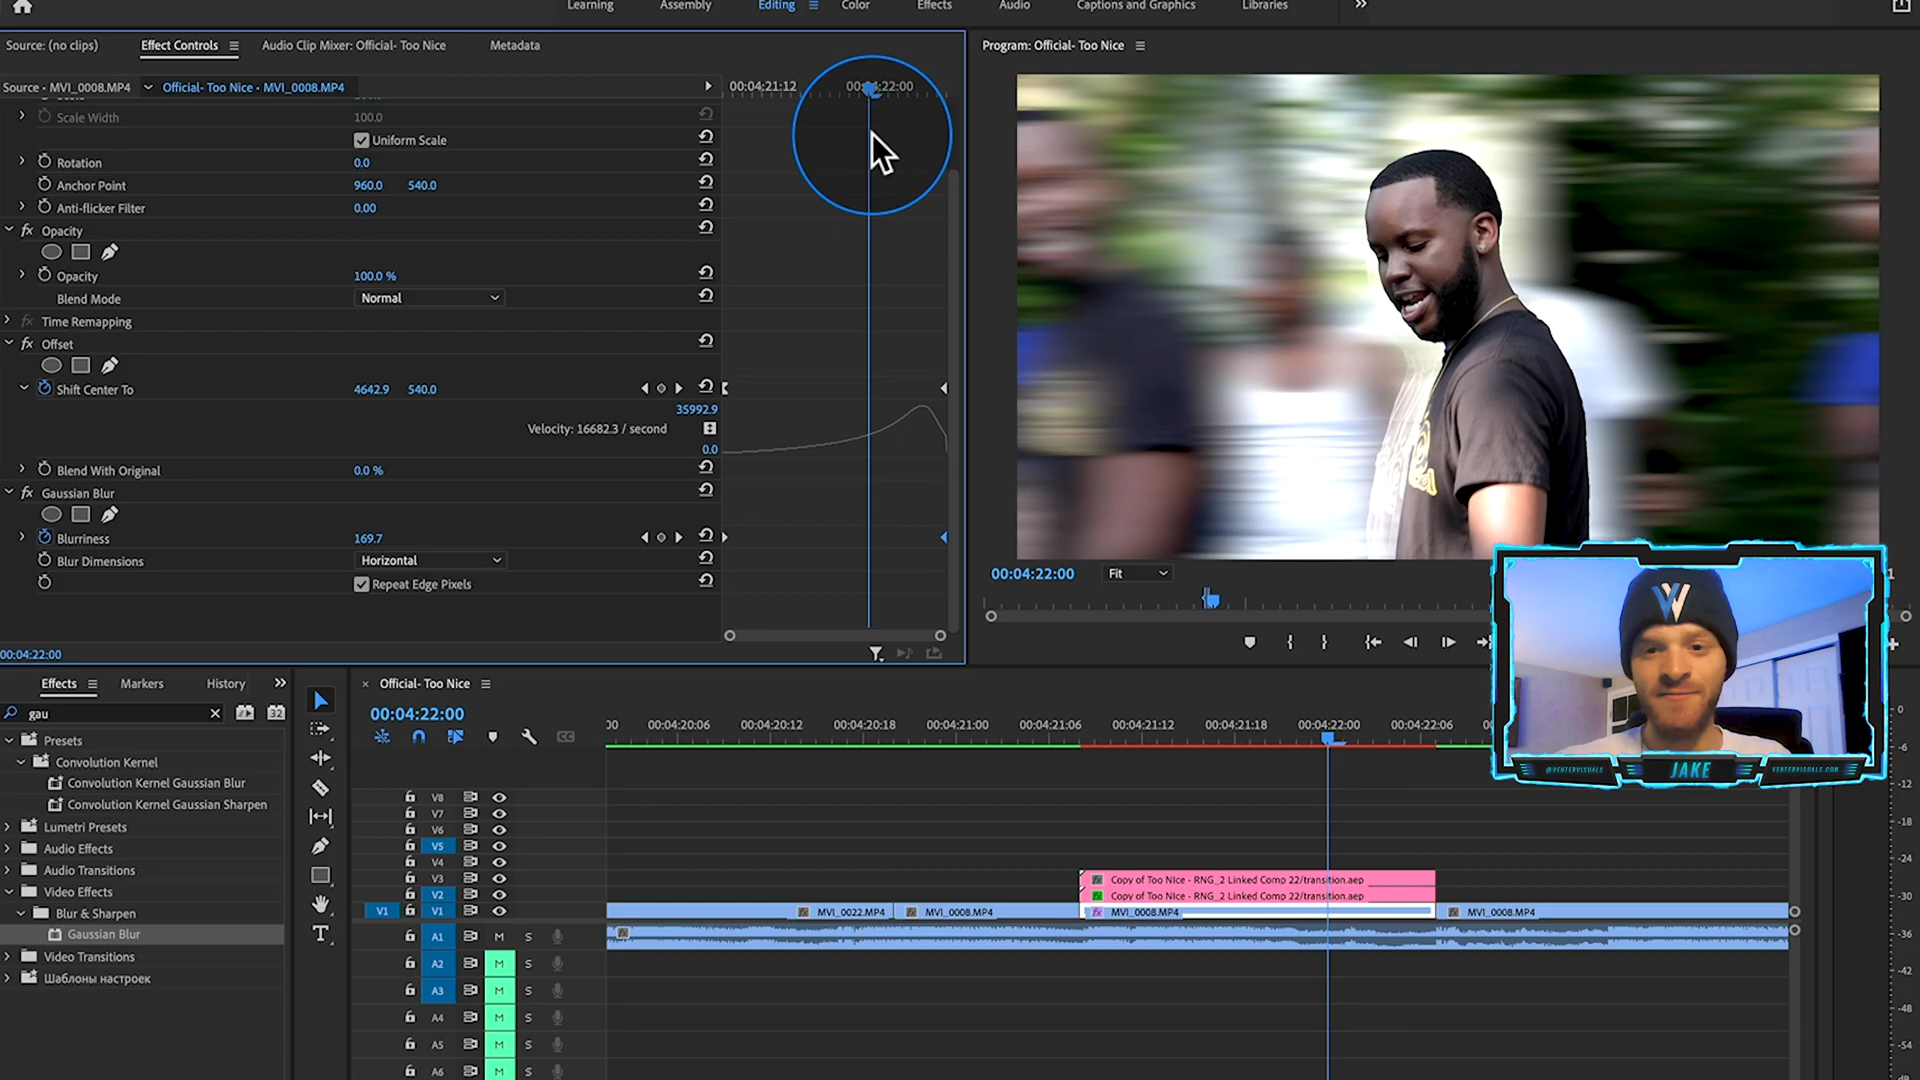 Learning Assembly Editing Color Effects Audio Captions and Graphics Libraries
Source: (no clips) Effect Controls Audio Clip Mixer: Official- Too Nice Metadata
Program: Official- Too Nice
Source - MVI_0008.MP4 Official- Too Nice - MVI_0008.MP4
00:04:21:12 00:04:22:00
Scale Width 100.0
Uniform Scale
Rotation 0.0
Anchor Point 960.0 540.0
Anti-flicker Filter 0.00
fx Opacity
Opacity 100.0 %
Blend Mode Normal
fx Time Remapping
fx Offset
Shift Center To 4642.9 540.0
35992.9
Velocity: 16682.3 / second
0.0
Blend With Original 0.0 %
fx Gaussian Blur
Blurriness 169.7
Blur Dimensions Horizontal
Repeat Edge Pixels
00:04:22:00
00:04:22:00 Fit
Effects Markers History
gau
32
Presets
Convolution Kernel
Convolution Kernel Gaussian Blur
Convolution Kernel Gaussian Sharpen
Lumetri Presets
Audio Effects
Audio Transitions
Video Effects
Blur & Sharpen
Gaussian Blur
Video Transitions
Шаблоны настроек
× Official- Too Nice
00:04:22:00
00 00:04:20:06 00:04:20:12 00:04:20:18 00:04:21:00 00:04:21:06 00:04:21:12 00:04:21:18 00:04:22:00 00:04:22:06
V8
V7
V6
V5
V4
V3 Copy of Too NIce - RNG_2 Linked Comp 22/transition.aep
V2 Copy of Too NIce - RNG_2 Linked Comp 22/transition.aep
V1 V1 MVI_0022.MP4 MVI_0008.MP4 MVI_0008.MP4 MVI_0008.MP4
A1 M S
A2 M S
A3 M S
A4 M S
A5 M S
A6 M S
@VENTERVISUALS JAKE VENTERVISUALS.COM
0
-6
-12
-18
-24
-30
-36
-42
-48
-54